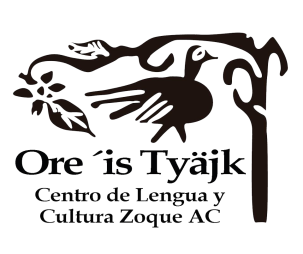 Ore ´is Tyäjk
Centro de Lengua y
Cultura Zoque AC